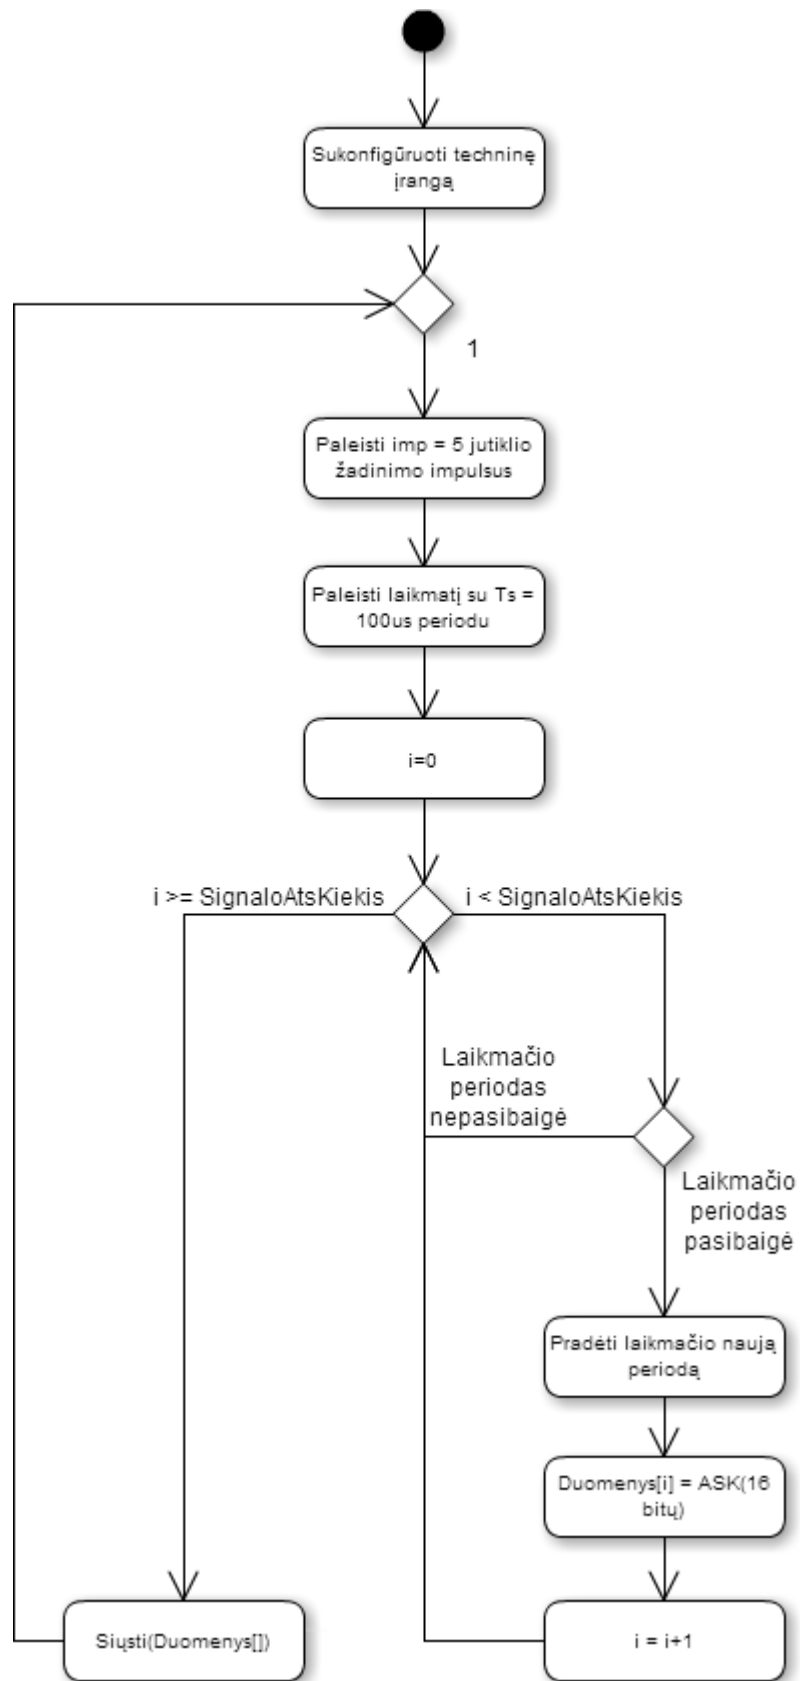 Sukonfigūruoti techninę
įrangą
1
Paleisti imp = 5 jutiklio
žadinimo impulsus
Paleisti laikmatį su Ts =
100us periodu
i=0
i >= SignaloAtsKiekis
i < SignaloAtsKiekis
Laikmačio
periodas
nepasibaigė
Laikmačio
periodas
pasibaigė
Pradėti laikmačio naują
periodą
Duomenys[i] = ASK(16
bitų)
Siųsti(Duomenys[])
i = i+1